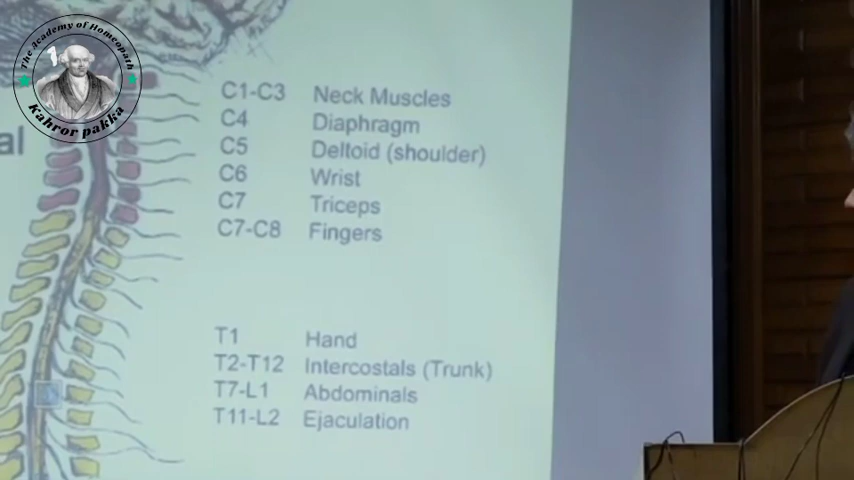 The Academy of Homeopath
Kahror pakka
al
C1-C3 Neck Muscles
C4 Diaphragm
C5 Deltoid (shoulder)
C6 Wrist
C7 Triceps
C7-C8 Fingers
T1 Hand
T2-T12 Intercostals (Trunk)
T7-L1 Abdominals
T11-L2 Ejaculation